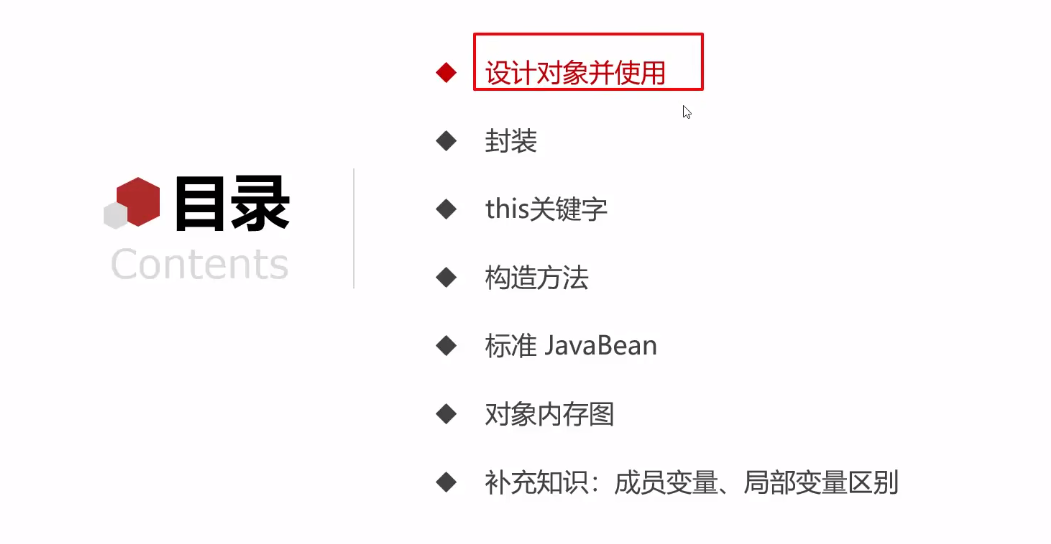 目录
Contents
设计对象并使用
封装
this关键字
构造方法
标准 JavaBean
对象内存图
补充知识：成员变量、局部变量区别